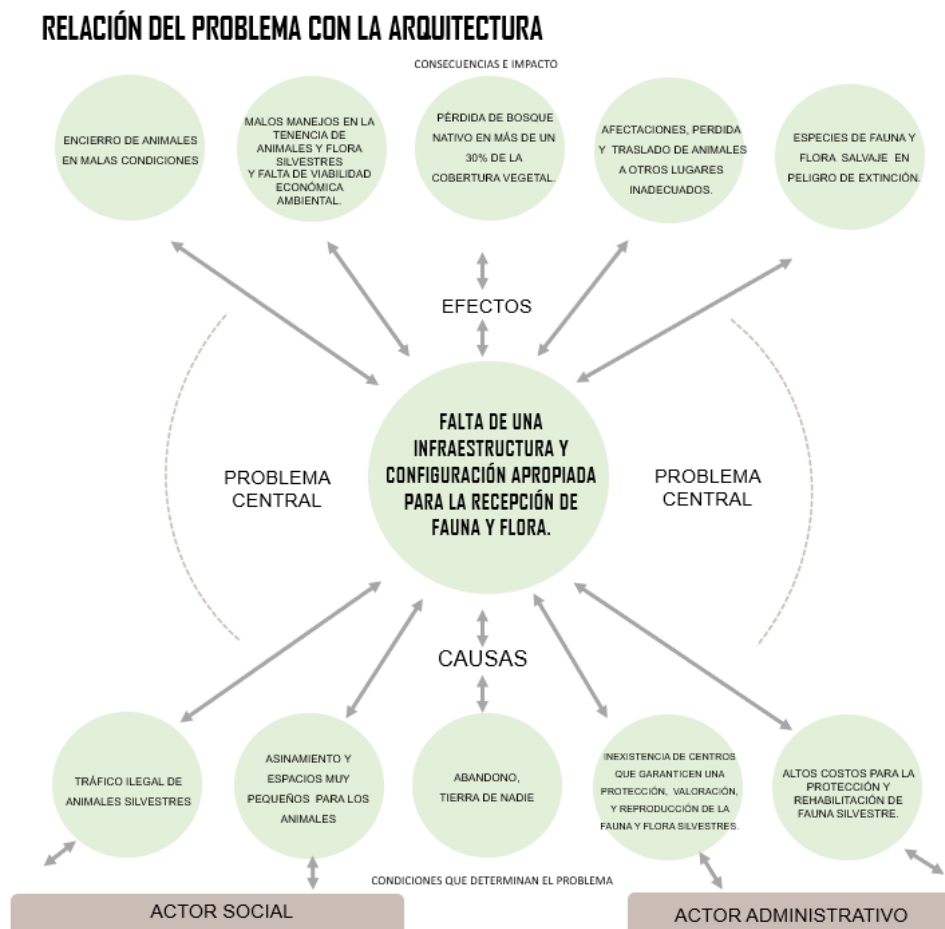 RELACIÓN DEL PROBLEMA CON LA ARQUITECTURA
CONSECUENCIAS E IMPACTO
ENCIERRO DE ANIMALES
EN MALAS CONDICIONES
MALOS MANEJOS EN LA
TENENCIA DE
ANIMALES Y FLORA
SILVESTRES
Y FALTA DE VIABILIDAD
ECONÓMICA
AMBIENTAL.
PÉRDIDA DE BOSQUE
NATIVO EN MÁS DE UN
30% DE LA
COBERTURA VEGETAL.
AFECTACIONES, PERDIDA
Y TRASLADO DE ANIMALES
A OTROS LUGARES
INADECUADOS.
ESPECIES DE FAUNA Y
FLORA SALVAJE EN
PELIGRO DE EXTINCIÓN.
EFECTOS
PROBLEMA
CENTRAL
FALTA DE UNA
INFRAESTRUCTURA Y
CONFIGURACIÓN APROPIADA
PARA LA RECEPCIÓN DE
FAUNA Y FLORA.
PROBLEMA
CENTRAL
CAUSAS
TRÁFICO ILEGAL DE
ANIMALES SILVESTRES
ASINAMIENTO Y
ESPACIOS MUY
PEQUEÑOS PARA LOS
ANIMALES
ABANDONO,
TIERRA DE NADIE
INEXISTENCIA DE CENTROS
QUE GARANTICEN UNA
PROTECCIÓN, VALORACIÓN,
Y REPRODUCCIÓN DE LA
FAUNA Y FLORA SILVESTRES.
ALTOS COSTOS PARA LA
PROTECCIÓN Y
REHABILITACIÓN DE
FAUNA SILVESTRE.
CONDICIONES QUE DETERMINAN EL PROBLEMA
ACTOR SOCIAL
ACTOR ADMINISTRATIVO